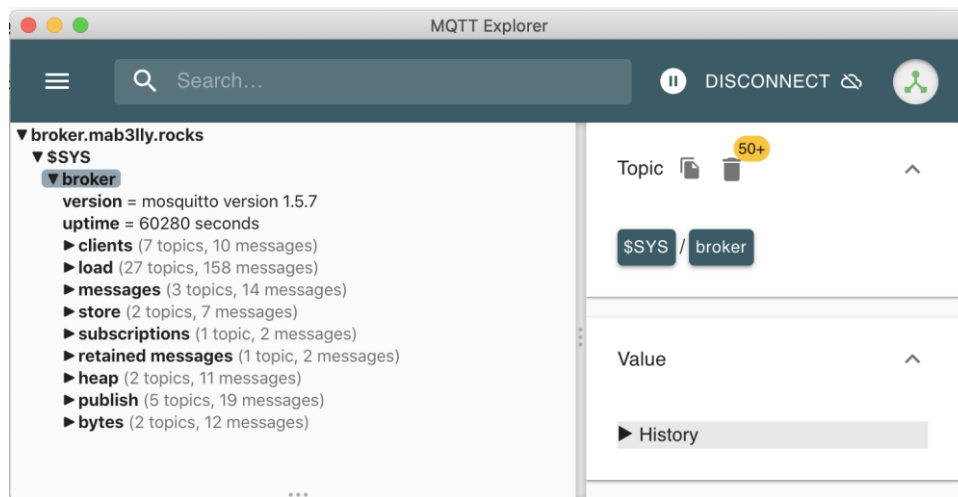 MQTT Explorer
Search...
DISCONNECT
broker.mab3lly.rocks
$SYS
broker
version = mosquitto version 1.5.7
uptime = 60280 seconds
clients (7 topics, 10 messages)
load (27 topics, 158 messages)
messages (3 topics, 14 messages)
store (2 topics, 7 messages)
subscriptions (1 topic, 2 messages)
retained messages (1 topic, 2 messages)
heap (2 topics, 11 messages)
publish (5 topics, 19 messages)
bytes (2 topics, 12 messages)
50+
Topic
$SYS / broker
Value
History